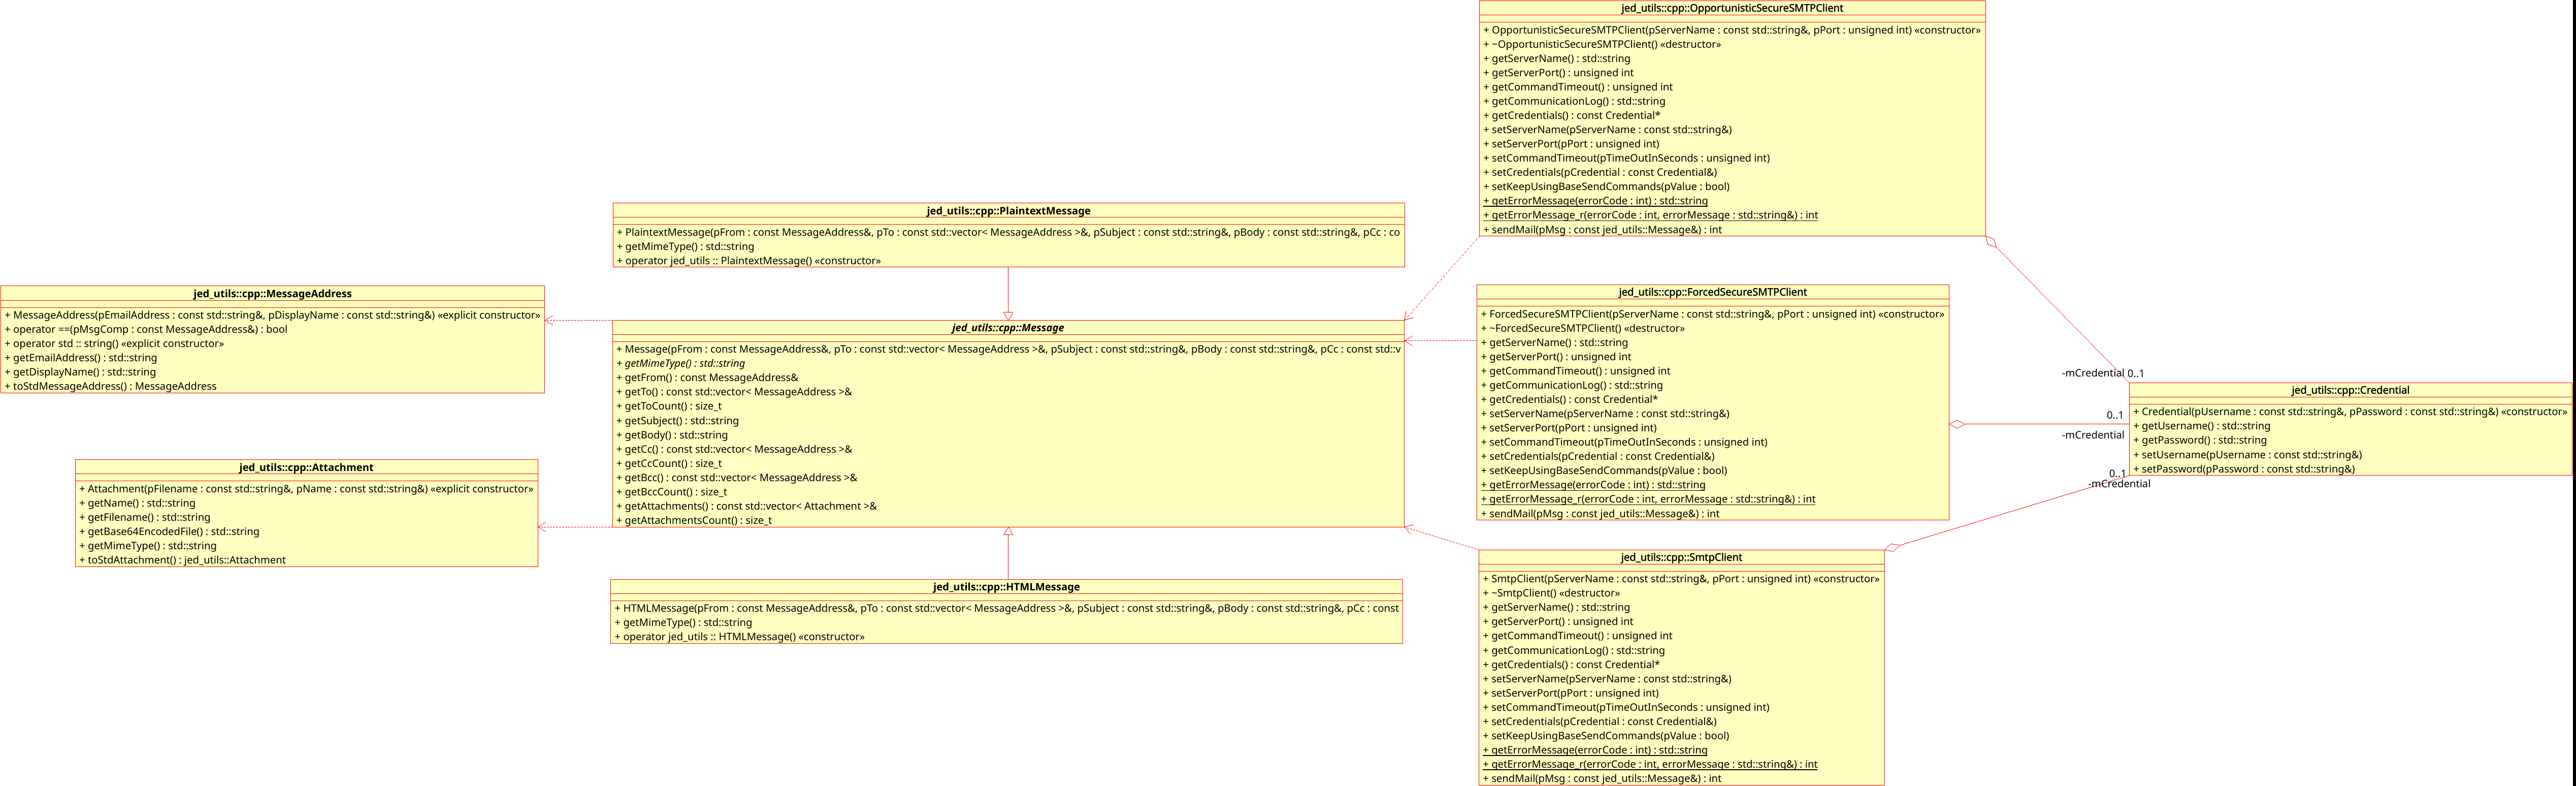 jed_utils::cpp::OpportunisticSecureSMTPClient
+ OpportunisticSecureSMTPClient(pServerName : const std::string&, pPort : unsigned int) «constructor»
+ ~OpportunisticSecureSMTPClient() «destructor»
+ getServerName() : std::string
+ getServerPort() : unsigned int
+ getCommandTimeout() : unsigned int
+ getCommunicationLog() : std::string
+ getCredentials() : const Credential*
+ setServerName(pServerName : const std::string&)
+ setServerPort(pPort : unsigned int)
+ setCommandTimeout(pTimeOutInSeconds : unsigned int)
+ setCredentials(pCredential : const Credential&)
+ setKeepUsingBaseSendCommands(pValue : bool)
+ getErrorMessage(errorCode : int) : std::string
+ getErrorMessage_r(errorCode : int, errorMessage : std::string&) : int
+ sendMail(pMsg : const jed_utils::Message&) : int
jed_utils::cpp::PlaintextMessage
+ PlaintextMessage(pFrom : const MessageAddress&, pTo : const std::vector< MessageAddress >&, pSubject : const std::string&, pBody : const std::string&, pCc : co
+ getMimeType() : std::string
+ operator jed_utils :: PlaintextMessage() «constructor»
jed_utils::cpp::MessageAddress
+ MessageAddress(pEmailAddress : const std::string&, pDisplayName : const std::string&) «explicit constructor»
+ operator ==(pMsgComp : const MessageAddress&) : bool
+ operator std :: string() «explicit constructor»
+ getEmailAddress() : std::string
+ getDisplayName() : std::string
+ toStdMessageAddress() : MessageAddress
jed_utils::cpp::Message
+ Message(pFrom : const MessageAddress&, pTo : const std::vector< MessageAddress >&, pSubject : const std::string&, pBody : const std::string&, pCc : const std::v
+ getMimeType() : std::string
+ getFrom() : const MessageAddress&
+ getTo() : const std::vector< MessageAddress >&
+ getToCount() : size_t
+ getSubject() : std::string
+ getBody() : std::string
+ getCc() : const std::vector< MessageAddress >&
+ getCcCount() : size_t
+ getBcc() : const std::vector< MessageAddress >&
+ getBccCount() : size_t
+ getAttachments() : const std::vector< Attachment >&
+ getAttachmentsCount() : size_t
jed_utils::cpp::ForcedSecureSMTPClient
+ ForcedSecureSMTPClient(pServerName : const std::string&, pPort : unsigned int) «constructor»
+ ~ForcedSecureSMTPClient() «destructor»
+ getServerName() : std::string
+ getServerPort() : unsigned int
+ getCommandTimeout() : unsigned int
+ getCommunicationLog() : std::string
+ getCredentials() : const Credential*
+ setServerName(pServerName : const std::string&)
+ setServerPort(pPort : unsigned int)
+ setCommandTimeout(pTimeOutInSeconds : unsigned int)
+ setCredentials(pCredential : const Credential&)
+ setKeepUsingBaseSendCommands(pValue : bool)
+ getErrorMessage(errorCode : int) : std::string
+ getErrorMessage_r(errorCode : int, errorMessage : std::string&) : int
+ sendMail(pMsg : const jed_utils::Message&) : int
-mCredential 0..1
0..1
-mCredential
0..1
-mCredential
jed_utils::cpp::Credential
+ Credential(pUsername : const std::string&, pPassword : const std::string&) «constructor»
+ getUsername() : std::string
+ getPassword() : std::string
+ setUsername(pUsername : const std::string&)
+ setPassword(pPassword : const std::string&)
jed_utils::cpp::Attachment
+ Attachment(pFilename : const std::string&, pName : const std::string&) «explicit constructor»
+ getName() : std::string
+ getFilename() : std::string
+ getBase64EncodedFile() : std::string
+ getMimeType() : std::string
+ toStdAttachment() : jed_utils::Attachment
jed_utils::cpp::HTMLMessage
+ HTMLMessage(pFrom : const MessageAddress&, pTo : const std::vector< MessageAddress >&, pSubject : const std::string&, pBody : const std::string&, pCc : const
+ getMimeType() : std::string
+ operator jed_utils :: HTMLMessage() «constructor»
jed_utils::cpp::SmtpClient
+ SmtpClient(pServerName : const std::string&, pPort : unsigned int) «constructor»
+ ~SmtpClient() «destructor»
+ getServerName() : std::string
+ getServerPort() : unsigned int
+ getCommandTimeout() : unsigned int
+ getCommunicationLog() : std::string
+ getCredentials() : const Credential*
+ setServerName(pServerName : const std::string&)
+ setServerPort(pPort : unsigned int)
+ setCommandTimeout(pTimeOutInSeconds : unsigned int)
+ setCredentials(pCredential : const Credential&)
+ setKeepUsingBaseSendCommands(pValue : bool)
+ getErrorMessage(errorCode : int) : std::string
+ getErrorMessage_r(errorCode : int, errorMessage : std::string&) : int
+ sendMail(pMsg : const jed_utils::Message&) : int